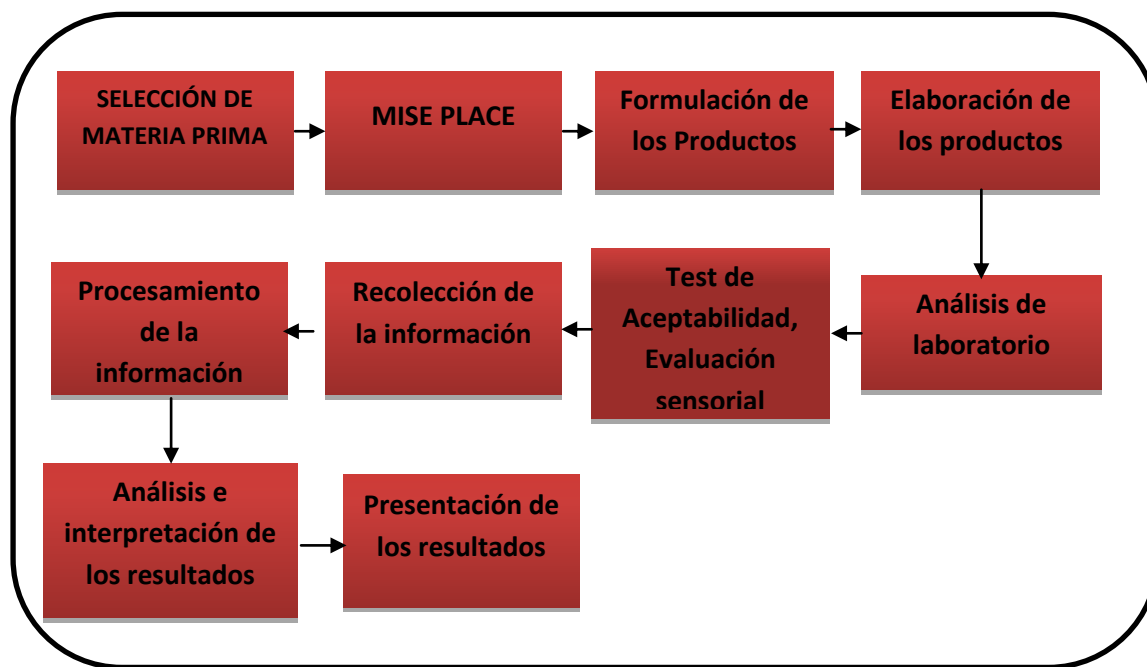 SELECCIÓN DE
MATERIA PRIMA
MISE PLACE
Formulación de
los Productos
Elaboración de
los productos
Análisis de
laboratorio
Test de
Aceptabilidad,
Evaluación
sensorial
Recolección de
la información
Procesamiento
de la
información
Análisis e
interpretación de
los resultados
Presentación de
los resultados